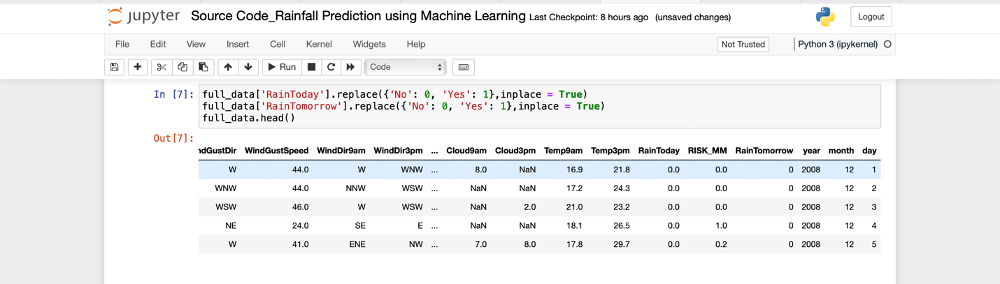 jupyter Source Code_Rainfall Prediction using Machine Learning Last Checkpoint: 8 hours ago (unsaved changes) Logout
File Edit View Insert Cell Kernel Widgets Help Not Trusted Python 3 (ipykernel)
Run Code
In [7]: full_data['RainToday'].replace({'No': 0, 'Yes': 1},inplace = True)
full_data['RainTomorrow'].replace({'No': 0, 'Yes': 1},inplace = True)
full_data.head()
Out[7]:
ndGustDir WindGustSpeed WindDir9am WindDir3pm ... Cloud9am Cloud3pm Temp9am Temp3pm RainToday RISK_MM RainTomorrow year month day
W 44.0 W WNW ... 8.0 NaN 16.9 21.8 0.0 0.0 0 2008 12 1
WNW 44.0 NNW WSW ... NaN NaN 17.2 24.3 0.0 0.0 0 2008 12 2
WSW 46.0 W WSW ... NaN 2.0 21.0 23.2 0.0 0.0 0 2008 12 3
NE 24.0 SE E ... NaN NaN 18.1 26.5 0.0 1.0 0 2008 12 4
W 41.0 ENE NW ... 7.0 8.0 17.8 29.7 0.0 0.2 0 2008 12 5